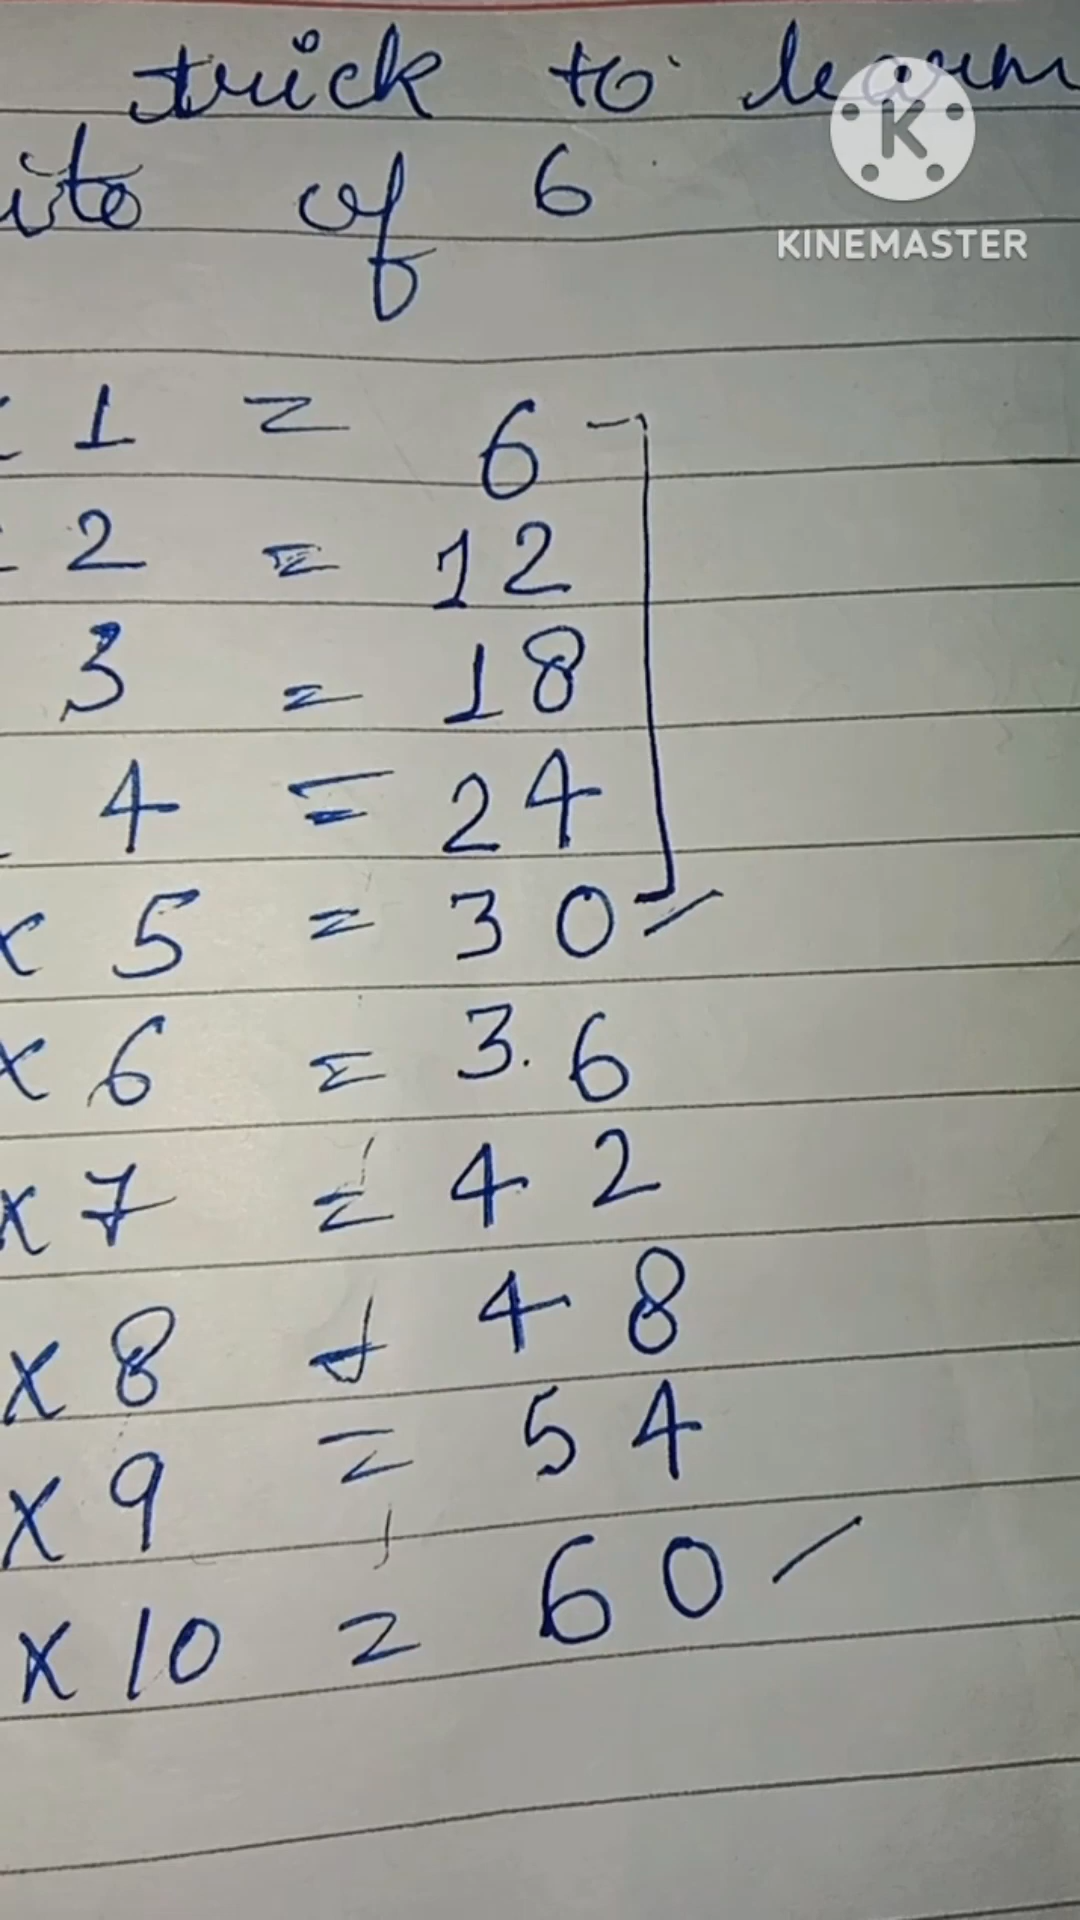 trick to learn
of 6
KINEMASTER
1 = 6
2 = 12
3 = 18
4 = 24
x 5 = 30
x 6 = 3.6
x 7 = 42
x 8 = 48
x 9 = 54
x 10 = 60